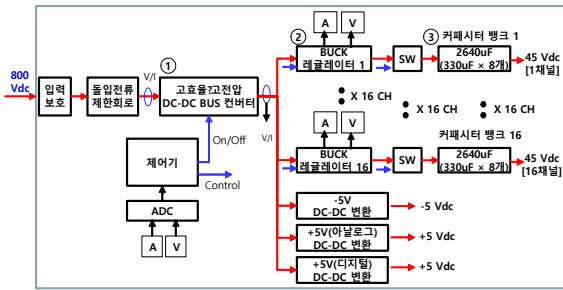 800
Vdc
입력
보호
돌입전류
제한회로
V/I
①
고효율?고전압
DC-DC BUS 컨버터
V/I
On/Off
제어기
Control
ADC
A
V
A
V
②
BUCK
레귤레이터 1
SW
③
커패시터 뱅크 1
2640uF
(330uF × 8개)
45 Vdc
[1채널]
X 16 CH
X 16 CH
X 16 CH
A
V
BUCK
레귤레이터 16
SW
커패시터 뱅크 16
2640uF
(330uF × 8개)
45 Vdc
[16채널]
-5V
DC-DC 변환
-5 Vdc
+5V(아날로그)
DC-DC 변환
+5 Vdc
+5V(디지털)
DC-DC 변환
+5 Vdc